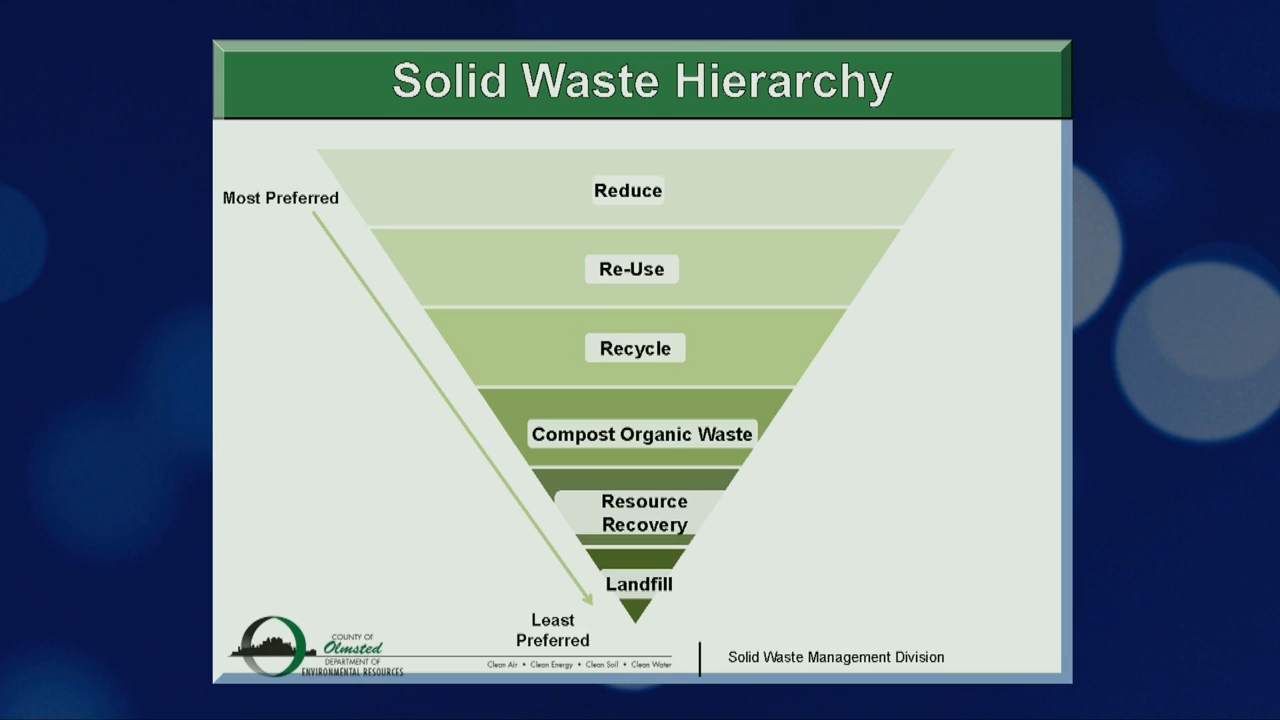 Solid Waste Hierarchy
Most Preferred
Reduce
Re-Use
Recycle
Compost Organic Waste
Resource
Recovery
Landfill
Least
Preferred
COUNTY OF
Olmsted
DEPARTMENT OF
ENVIRONMENTAL RESOURCES
Clean Air • Clean Energy • Clean Soil • Clean Water
Solid Waste Management Division